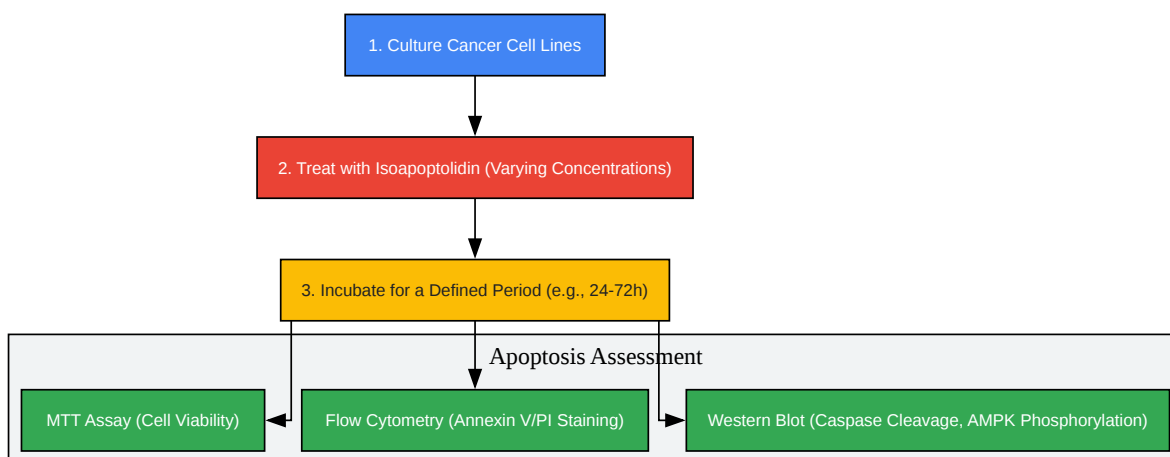 1. Culture Cancer Cell Lines
2. Treat with Isoapoptolidin (Varying Concentrations)
3. Incubate for a Defined Period (e.g., 24-72h)
Apoptosis Assessment
MTT Assay (Cell Viability)
Flow Cytometry (Annexin V/PI Staining)
Western Blot (Caspase Cleavage, AMPK Phosphorylation)